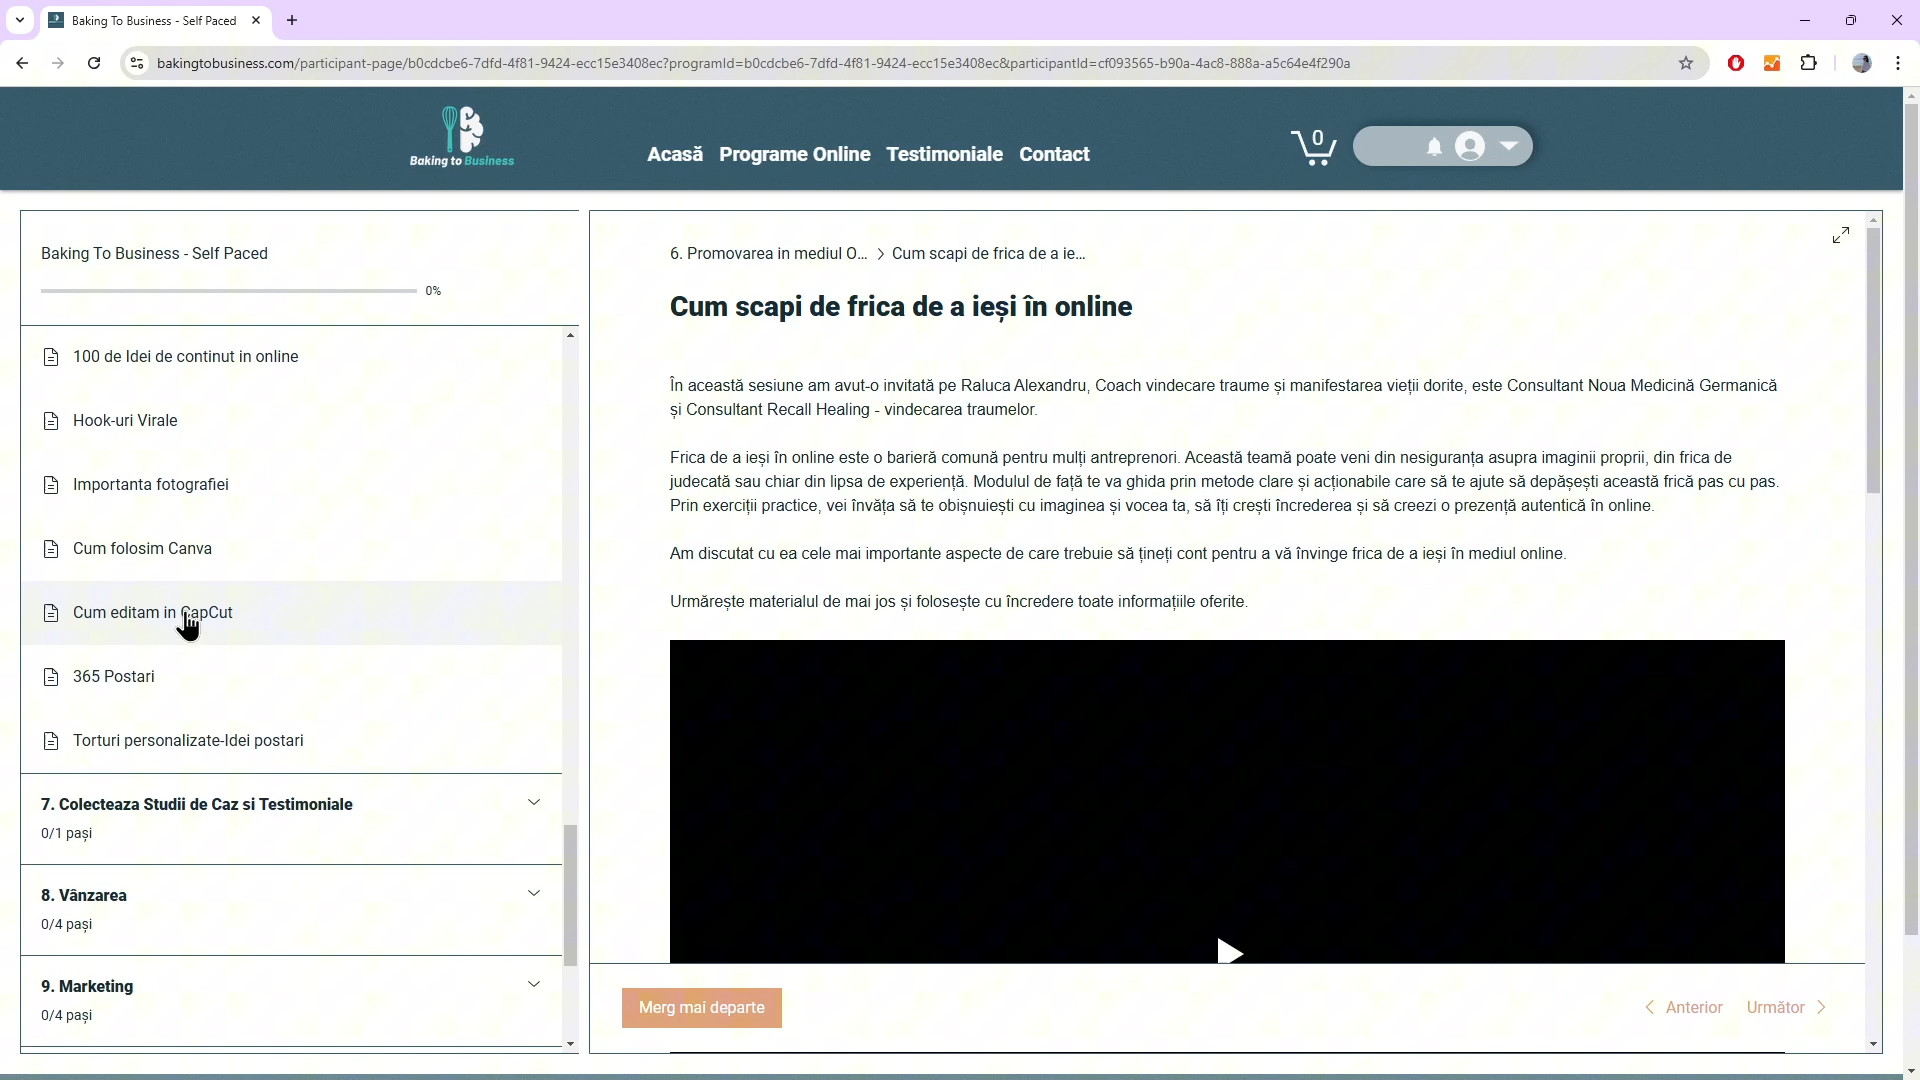 Baking To Business - Self Paced
bakingtobusiness.com/participant-page/b0cdcbe6-7dfd-4f81-9424-ecc15e3408ec?programId=b0cdcbe6-7dfd-4f81-9424-ecc15e3408ec&participantId=cf093565-b90a-4ac8-888a-a5c64e4f290a
Baking to Business
Acasă Programe Online Testimoniale Contact
0
Baking To Business - Self Paced
0%
100 de Idei de continut in online
Hook-uri Virale
Importanta fotografiei
Cum folosim Canva
Cum editam in CapCut
365 Postari
Torturi personalizate-Idei postari
7. Colecteaza Studii de Caz si Testimoniale
0/1 pași
8. Vânzarea
0/4 pași
9. Marketing
0/4 pași
6. Promovarea in mediul O... > Cum scapi de frica de a ie...
Cum scapi de frica de a ieși în online
În această sesiune am avut-o invitată pe Raluca Alexandru, Coach vindecare traume și manifestarea vieții dorite, este Consultant Noua Medicină Germanică
și Consultant Recall Healing - vindecarea traumelor.
Frica de a ieși în online este o barieră comună pentru mulți antreprenori. Această teamă poate veni din nesiguranța asupra imaginii proprii, din frica de
judecată sau chiar din lipsa de experiență. Modulul de față te va ghida prin metode clare și acționabile care să te ajute să depășești această frică pas cu pas.
Prin exerciții practice, vei învăța să te obișnuiești cu imaginea și vocea ta, să îți crești încrederea și să creezi o prezență autentică în online.
Am discutat cu ea cele mai importante aspecte de care trebuie să țineți cont pentru a vă învinge frica de a ieși în mediul online.
Urmărește materialul de mai jos și folosește cu încredere toate informațiile oferite.
Merg mai departe
Anterior Următor